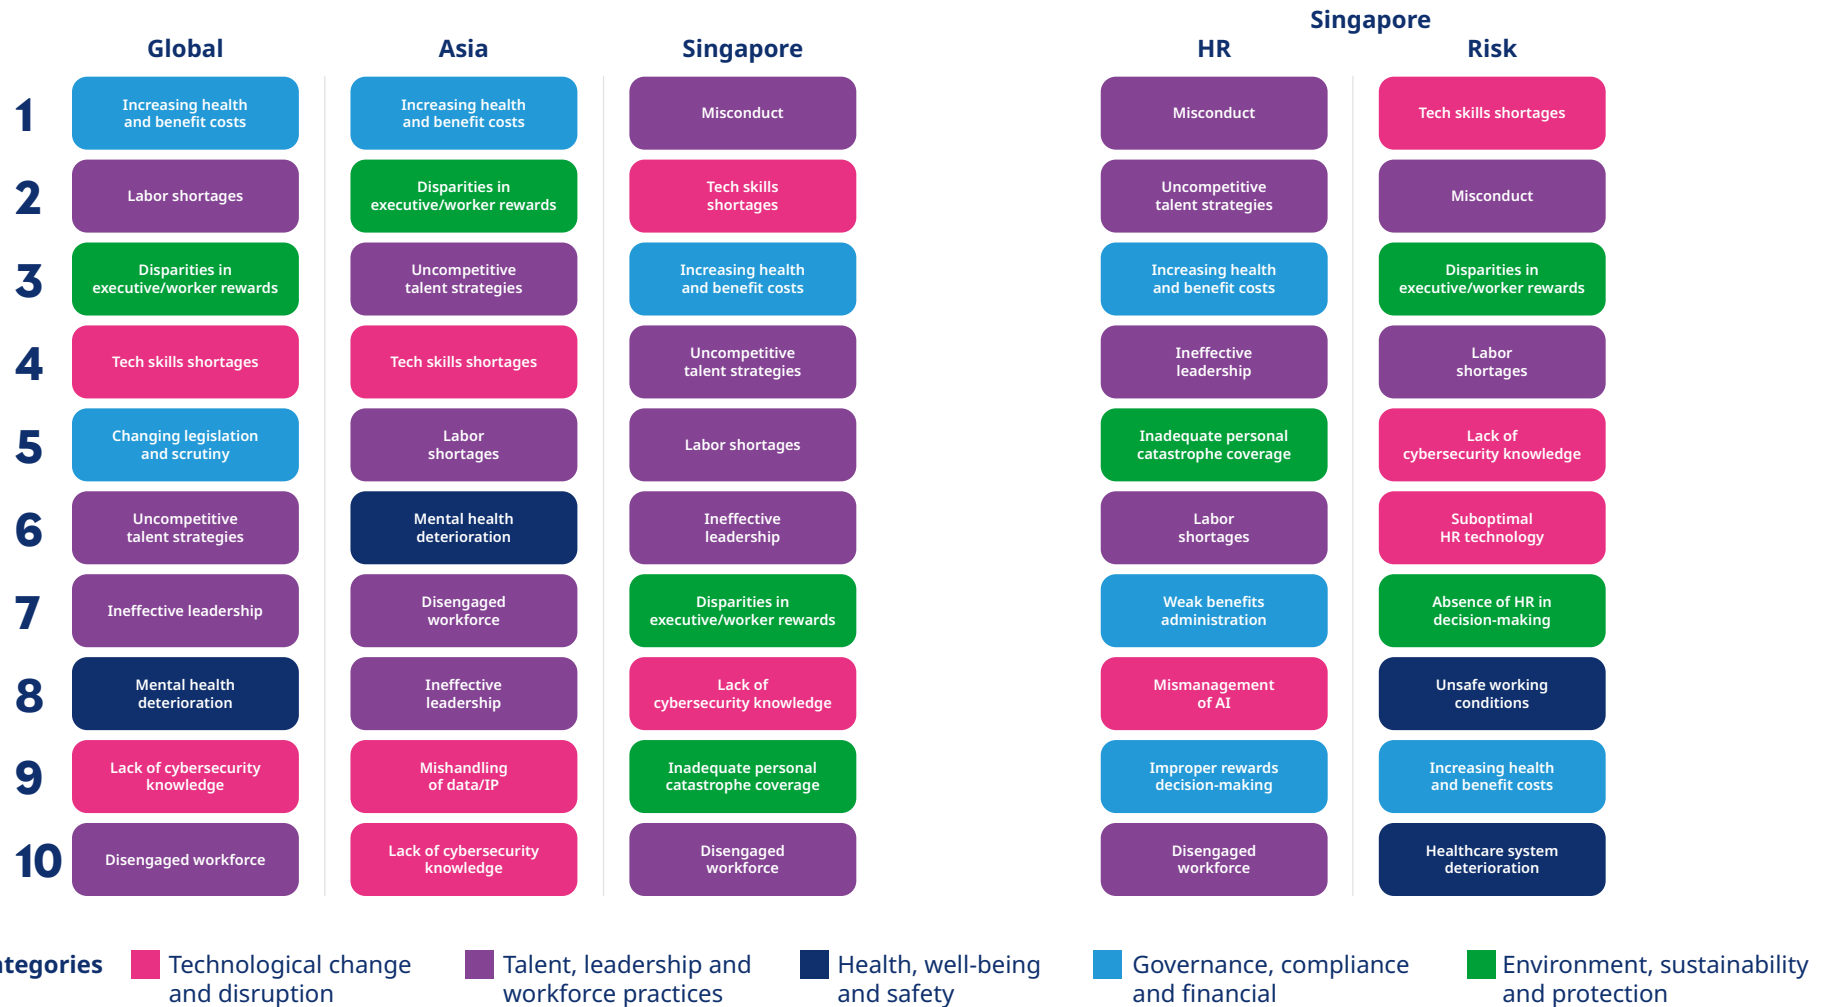 Singapore
Global
Asia
Singapore
HR
Risk
1
Increasing health
and benefit costs
Increasing health
and benefit costs
Misconduct
Misconduct
Tech skills shortages
2
Labor shortages
Disparities in
executive/worker rewards
Tech skills
shortages
Uncompetitive
talent strategies
Misconduct
3
Disparities in
executive/worker rewards
Uncompetitive
talent strategies
Increasing health
and benefit costs
Increasing health
and benefit costs
Disparities in
executive/worker rewards
4
Tech skills shortages
Tech skills shortages
Uncompetitive
talent strategies
Ineffective
leadership
Labor
shortages
5
Changing legislation
and scrutiny
Labor
shortages
Labor shortages
Inadequate personal
catastrophe coverage
Lack of
cybersecurity knowledge
6
Uncompetitive
talent strategies
Mental health
deterioration
Ineffective
leadership
Labor
shortages
Suboptimal
HR technology
7
Ineffective leadership
Disengaged
workforce
Disparities in
executive/worker rewards
Weak benefits
administration
Absence of HR in
decision-making
8
Mental health
deterioration
Ineffective
leadership
Lack of
cybersecurity knowledge
Mismanagement
of AI
Unsafe working
conditions
9
Lack of cybersecurity
knowledge
Mishandling
of data/IP
Inadequate personal
catastrophe coverage
Improper rewards
decision-making
Increasing health
and benefit costs
10
Disengaged workforce
Lack of cybersecurity
knowledge
Disengaged
workforce
Disengaged
workforce
Healthcare system
deterioration
tegories
Technological change
and disruption
Talent, leadership and
workforce practices
Health, well-being
and safety
Governance, compliance
and financial
Environment, sustainability
and protection